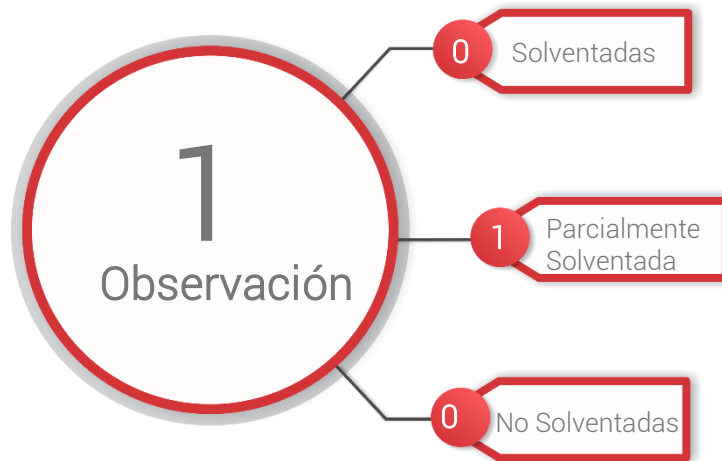 1
Observación
0
Solventadas
1
Parcialmente
Solventada
0
No Solventadas